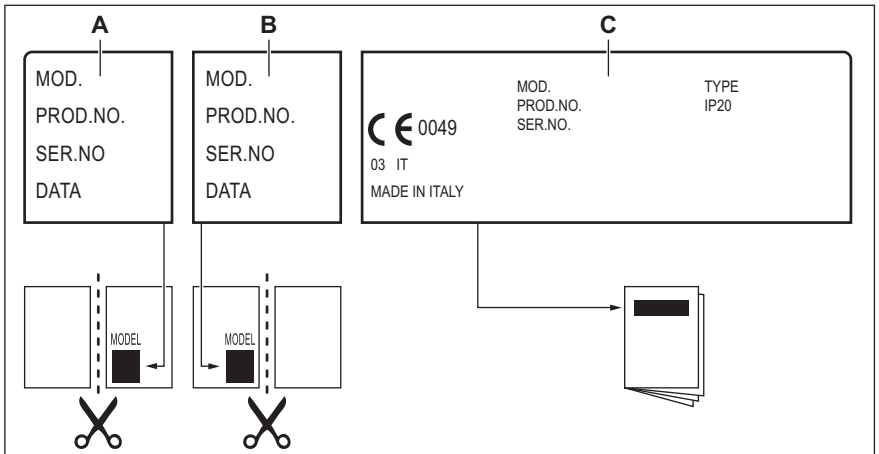 A
B
C
MOD.
PROD.NO.
SER.NO
DATA
MOD.
PROD.NO.
SER.NO
DATA
MOD.
PROD.NO.
SER.NO.
TYPE
IP20
CE 0049
03 IT
MADE IN ITALY
MODEL
MODEL